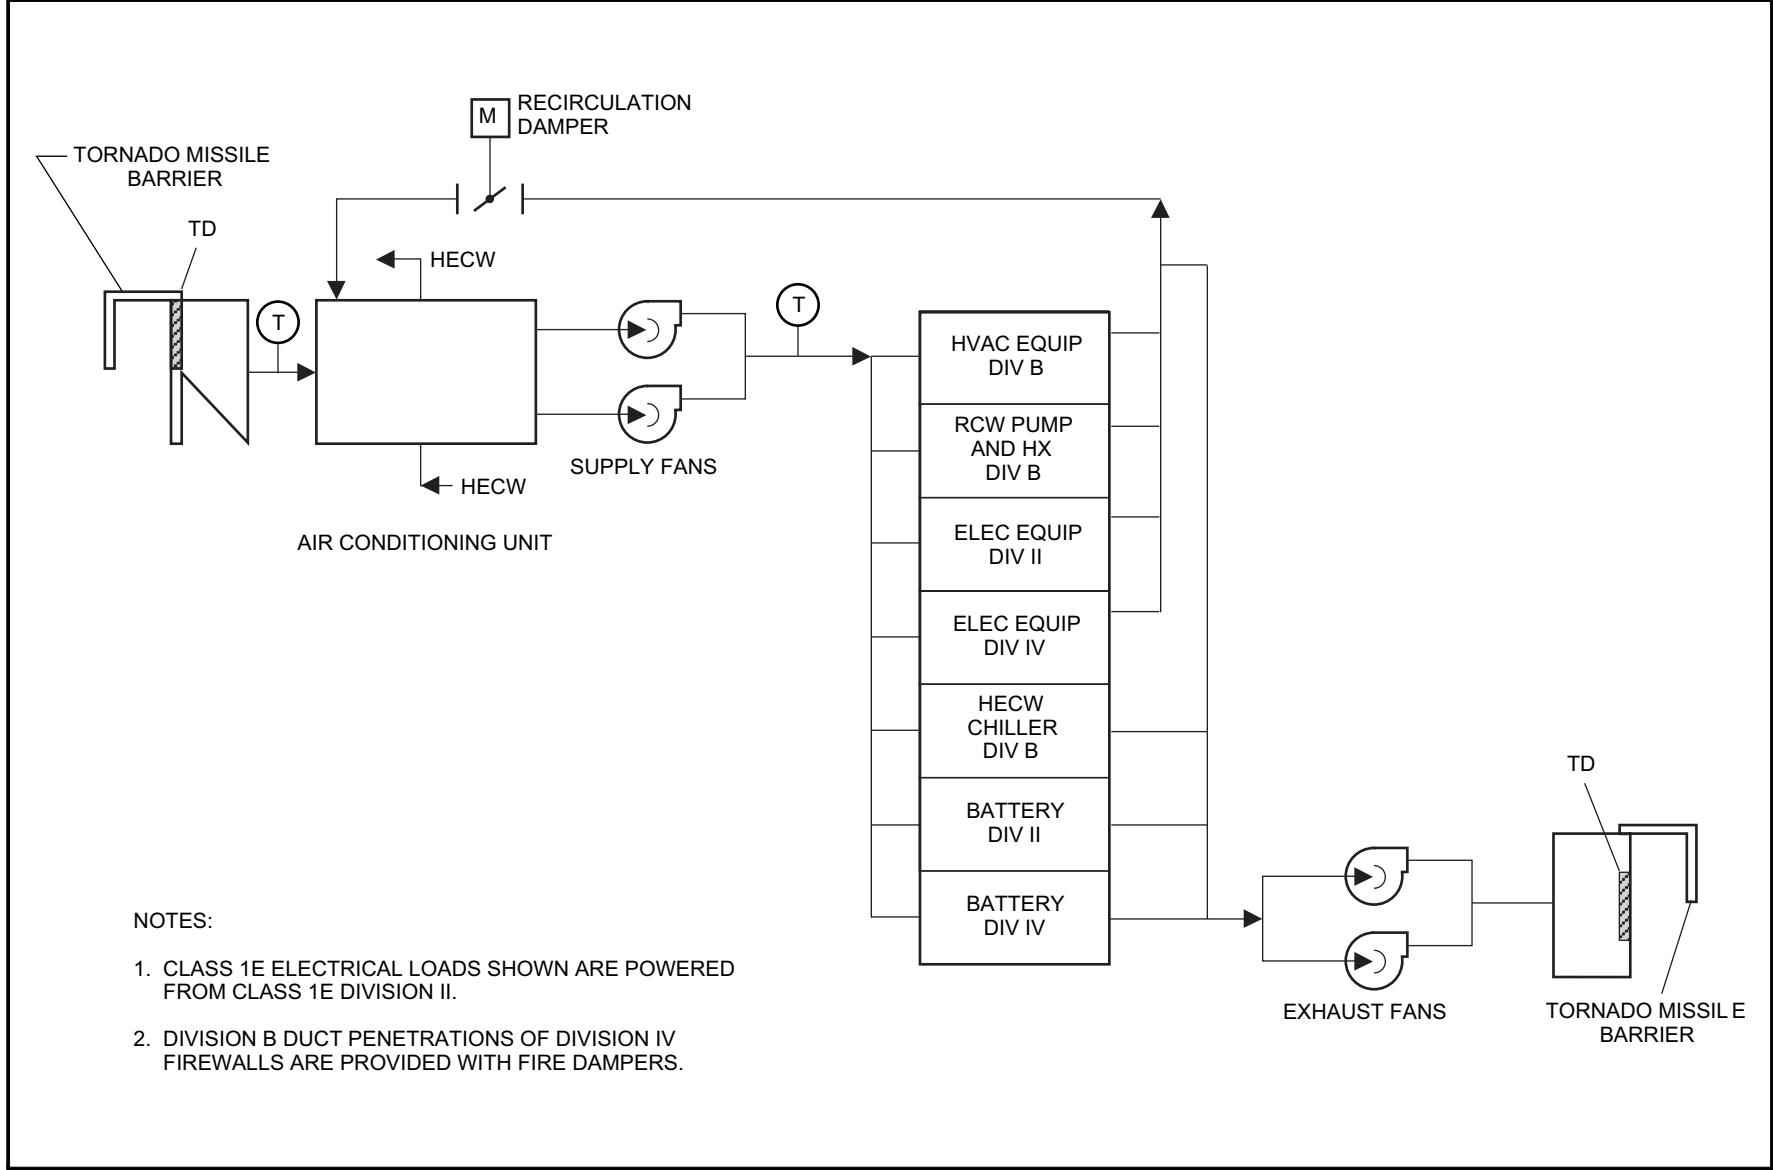 M
RECIRCULATION
DAMPER
TORNADO MISSILE
BARRIER
TD
HECW
T
T
HVAC EQUIP
DIV B
RCW PUMP
AND HX
DIV B
SUPPLY FANS
HECW
ELEC EQUIP
DIV II
AIR CONDITIONING UNIT
ELEC EQUIP
DIV IV
HECW
CHILLER
DIV B
TD
BATTERY
DIV II
BATTERY
DIV IV
EXHAUST FANS
TORNADO MISSILE
BARRIER
NOTES:
1. CLASS 1E ELECTRICAL LOADS SHOWN ARE POWERED
FROM CLASS 1E DIVISION II.
2. DIVISION B DUCT PENETRATIONS OF DIVISION IV
FIREWALLS ARE PROVIDED WITH FIRE DAMPERS.